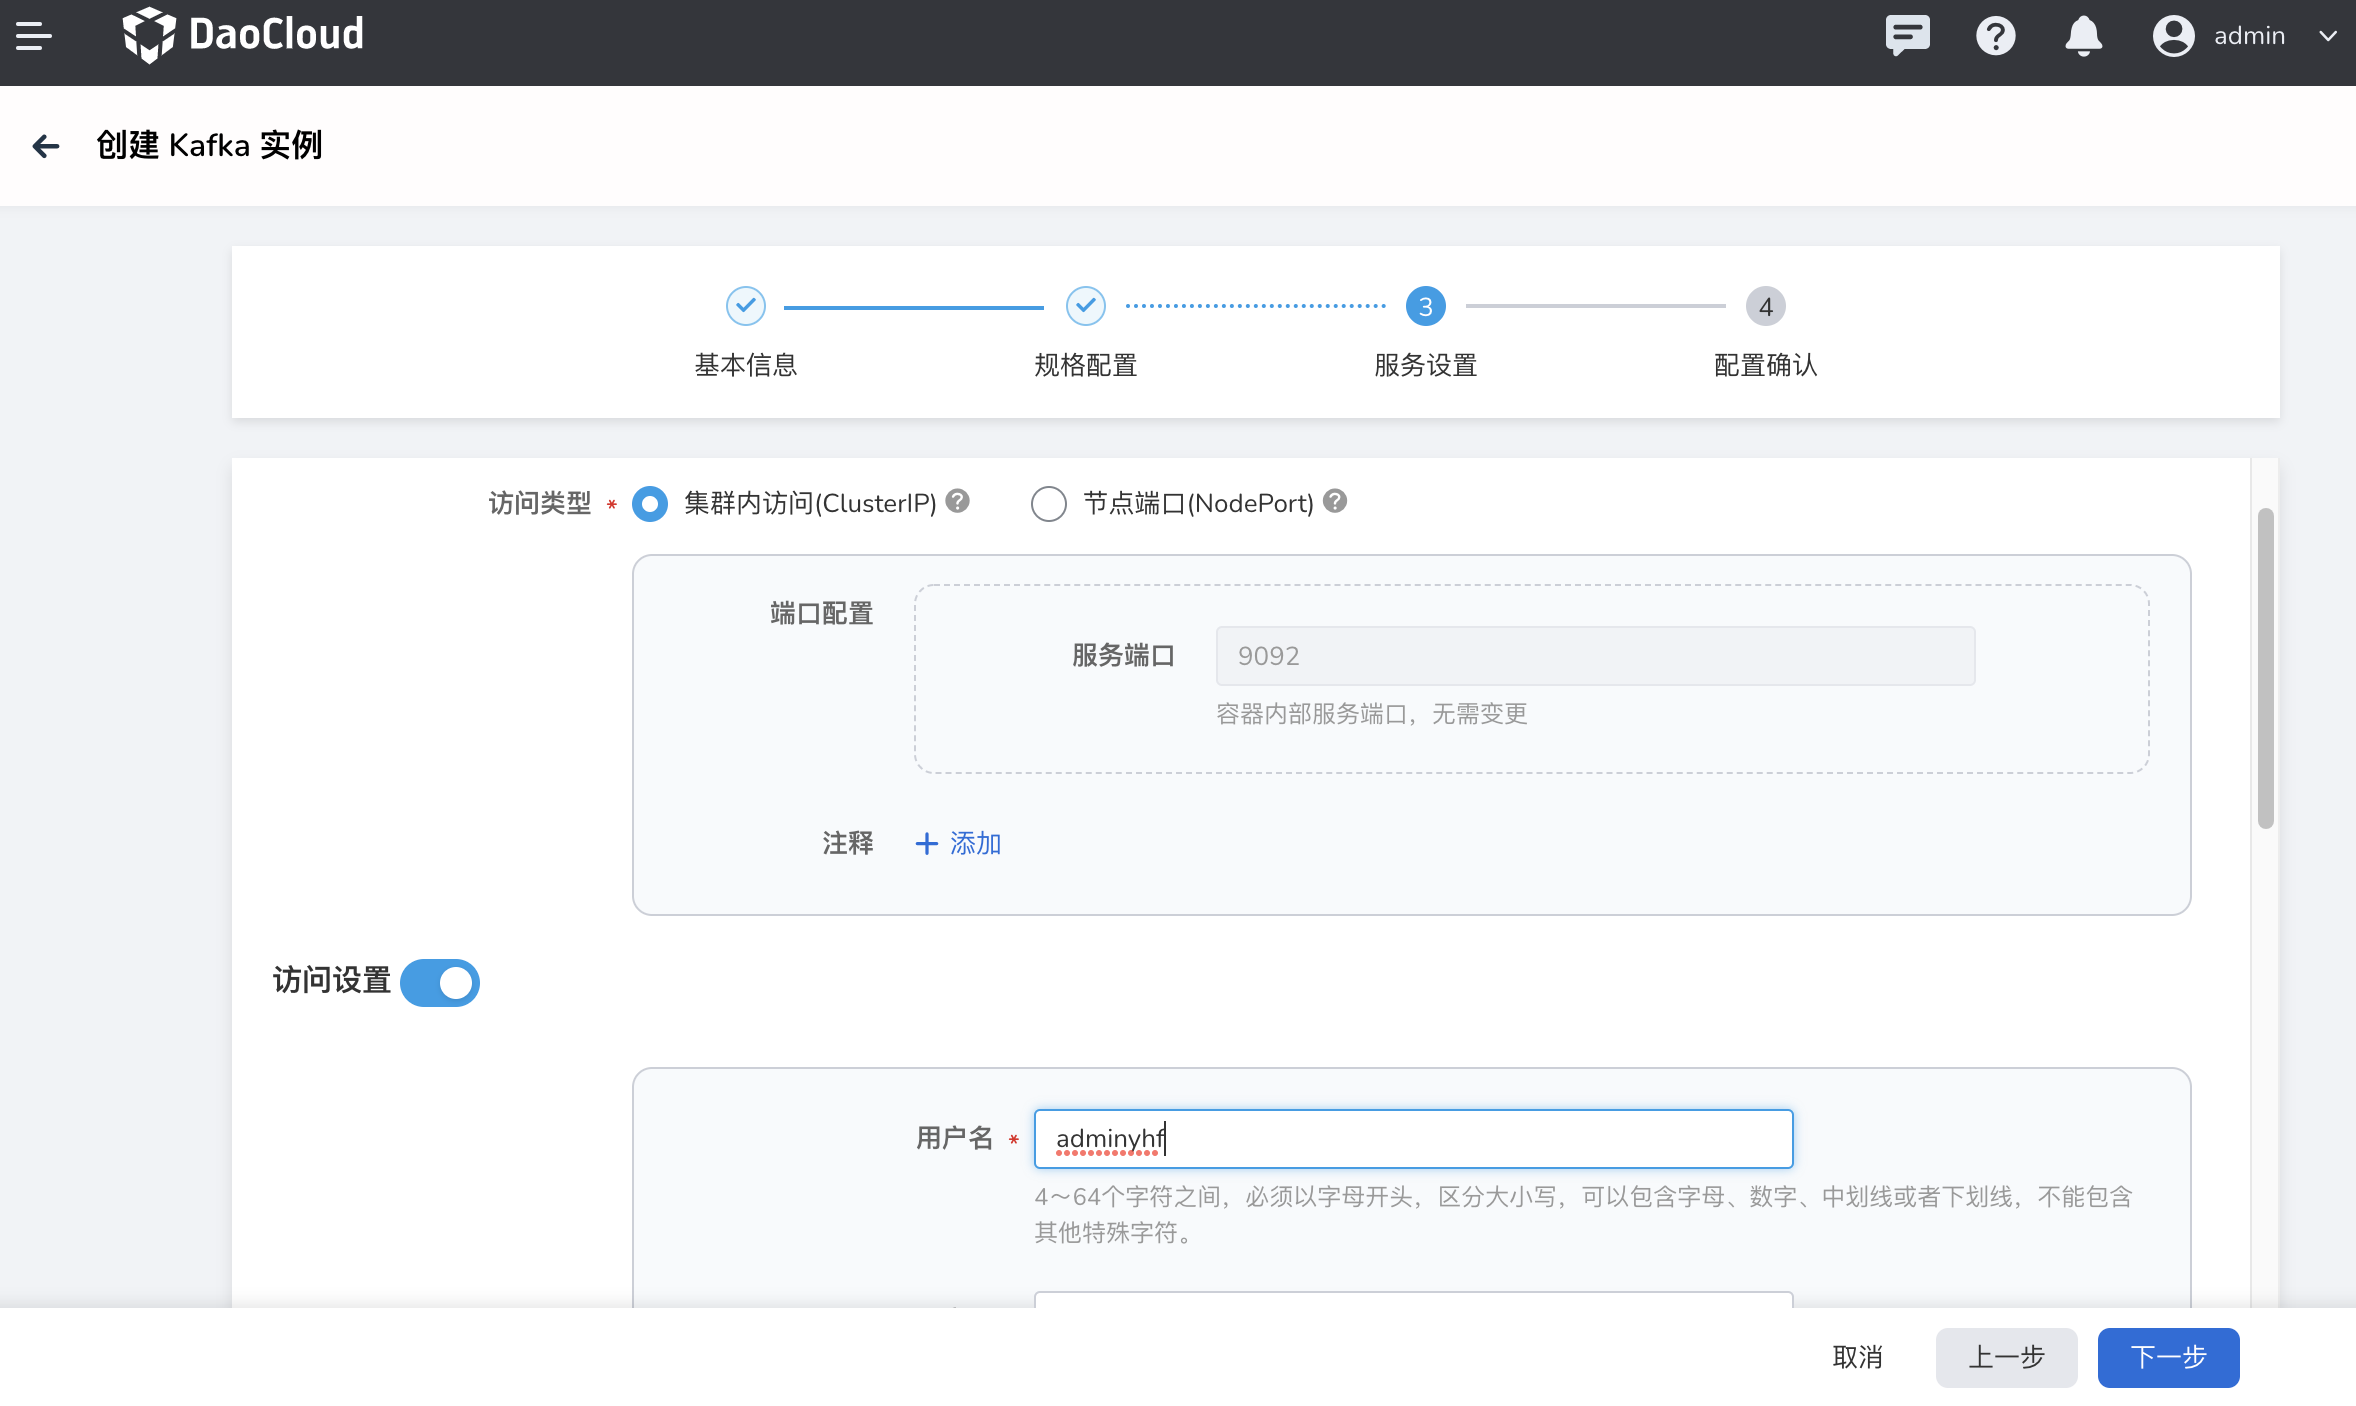 DaoCloud
admin
创建 Kafka 实例
3
4
基本信息
规格配置
服务设置
配置确认
访问类型 *
集群内访问(ClusterIP)
节点端口(NodePort)
端口配置
服务端口
9092
容器内部服务端口，无需变更
注释
+ 添加
访问设置
用户名 *
adminyhf
4～64个字符之间，必须以字母开头，区分大小写，可以包含字母、数字、中划线或者下划线，不能包含
其他特殊字符。
取消
上一步
下一步